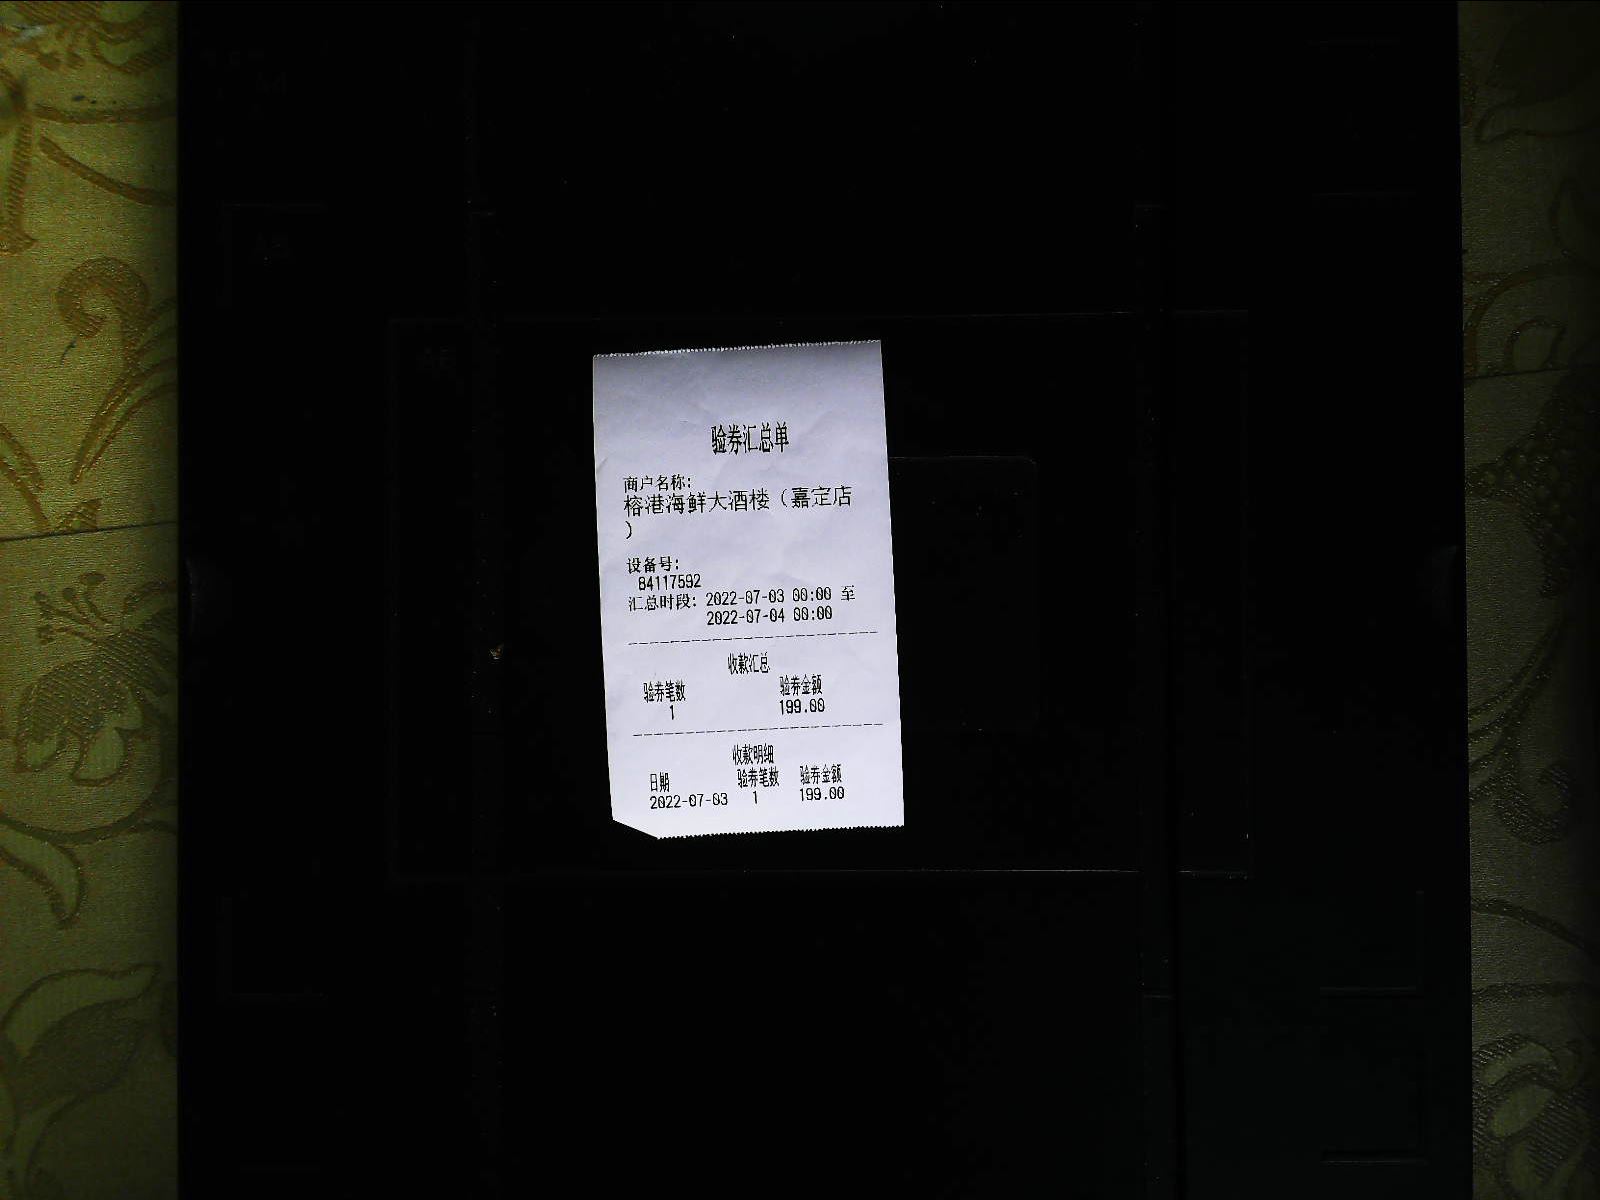 验券汇总单
商户名称:
榕港海鲜大酒楼（嘉定店
）
设备号:
84117592
汇总时段: 2022-07-03 00:00 至
2022-07-04 00:00
收款汇总
验券笔数 验券金额
1 199.00
收款明细
日期 验券笔数 验券金额
2022-07-03 1 199.00